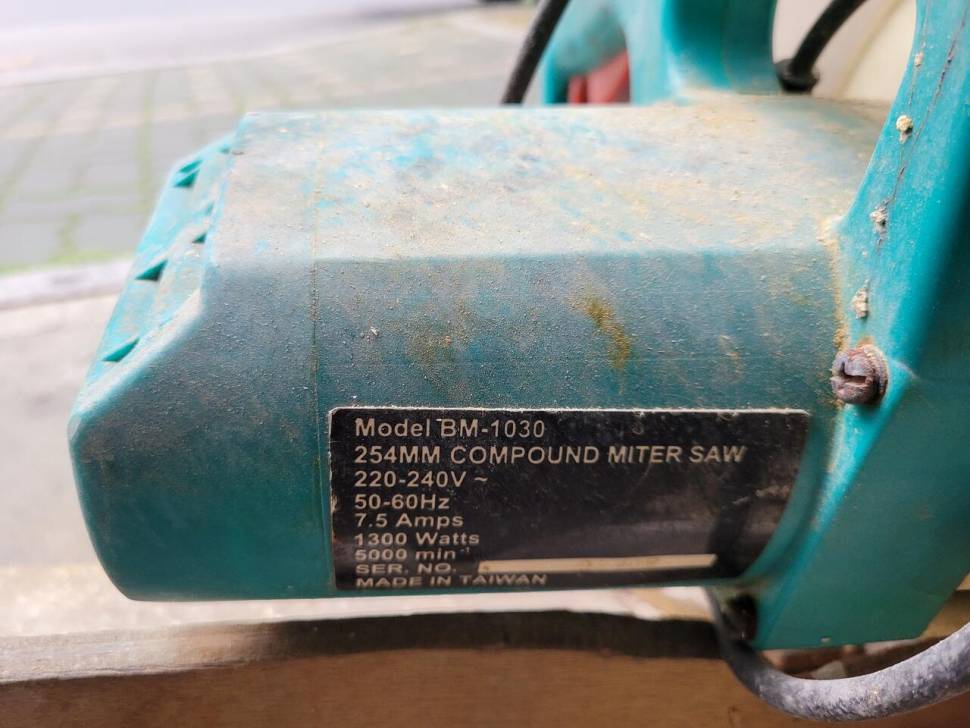 Model BM-1030
254MM COMPOUND MITER SAW
220-240V ~
50-60Hz
7.5 Amps
1300 Watts
5000 min⁻¹
SER. NO.
MADE IN TAIWAN